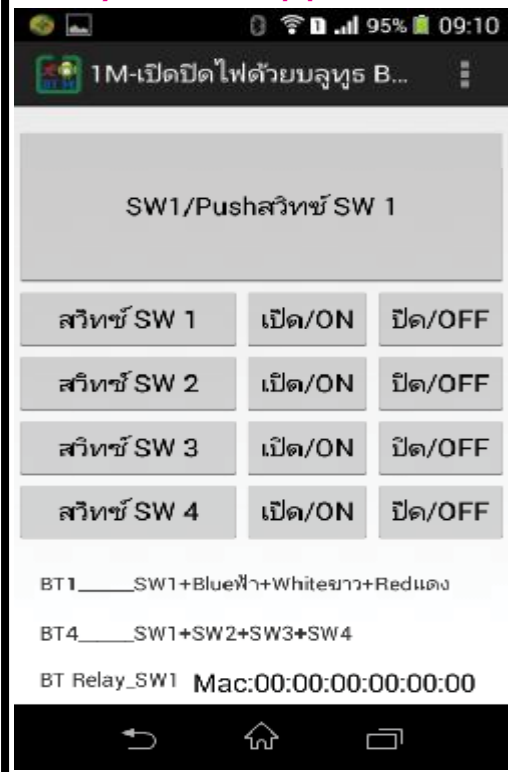 95% 09:10
1M-เปิดปิดไฟด้วยบลูทูธ B...
SW1/Pushสวิทช์ SW 1
สวิทช์ SW 1 เปิด/ON ปิด/OFF
สวิทช์ SW 2 เปิด/ON ปิด/OFF
สวิทช์ SW 3 เปิด/ON ปิด/OFF
สวิทช์ SW 4 เปิด/ON ปิด/OFF
BT1_____SW1+Blueฟ้า+Whiteขาว+Redแดง
BT4_____SW1+SW2+SW3+SW4
BT Relay_SW1 Mac:00:00:00:00:00:00